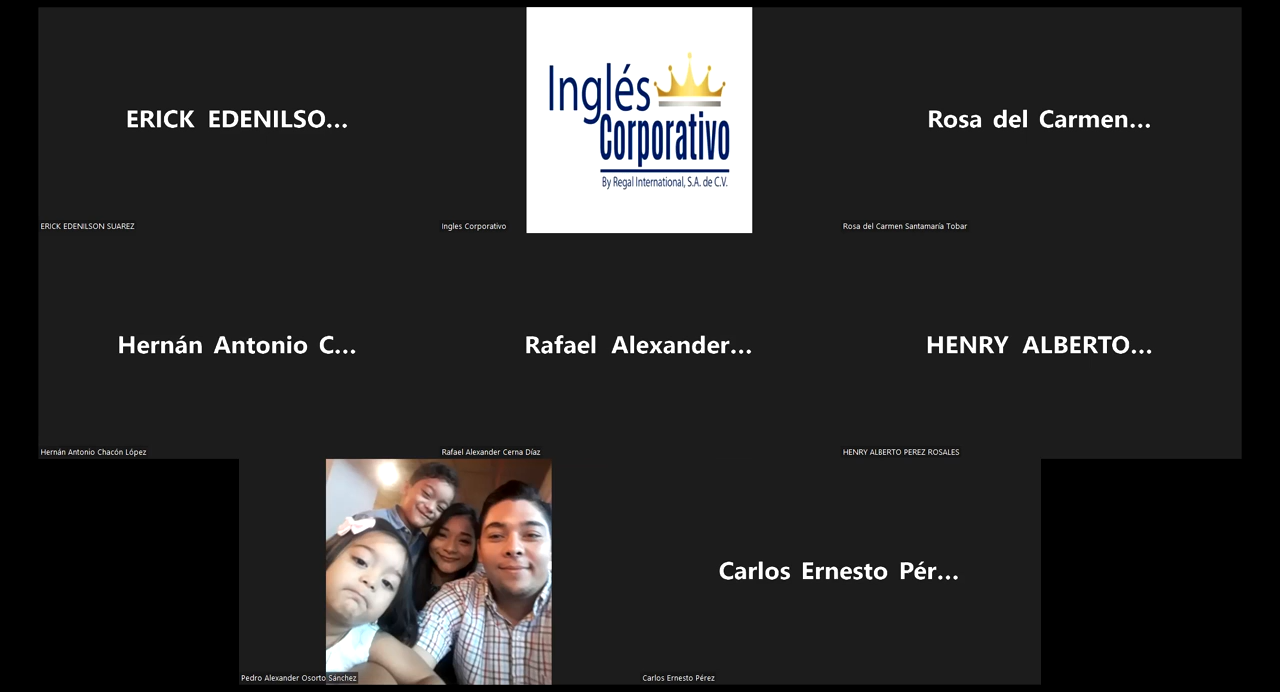 ERICK EDENILSO...
ERICK EDENILSON SUAREZ
Inglés
Corporativo
By Regal International, S.A. de C.V.
Ingles Corporativo
Rosa del Carmen...
Rosa del Carmen Santamaría Tobar
Hernán Antonio C...
Hernán Antonio Chacón López
Rafael Alexander...
Rafael Alexander Cerna Díaz
HENRY ALBERTO...
HENRY ALBERTO PEREZ ROSALES
Pedro Alexander Osorto Sánchez
Carlos Ernesto Pér...
Carlos Ernesto Pérez